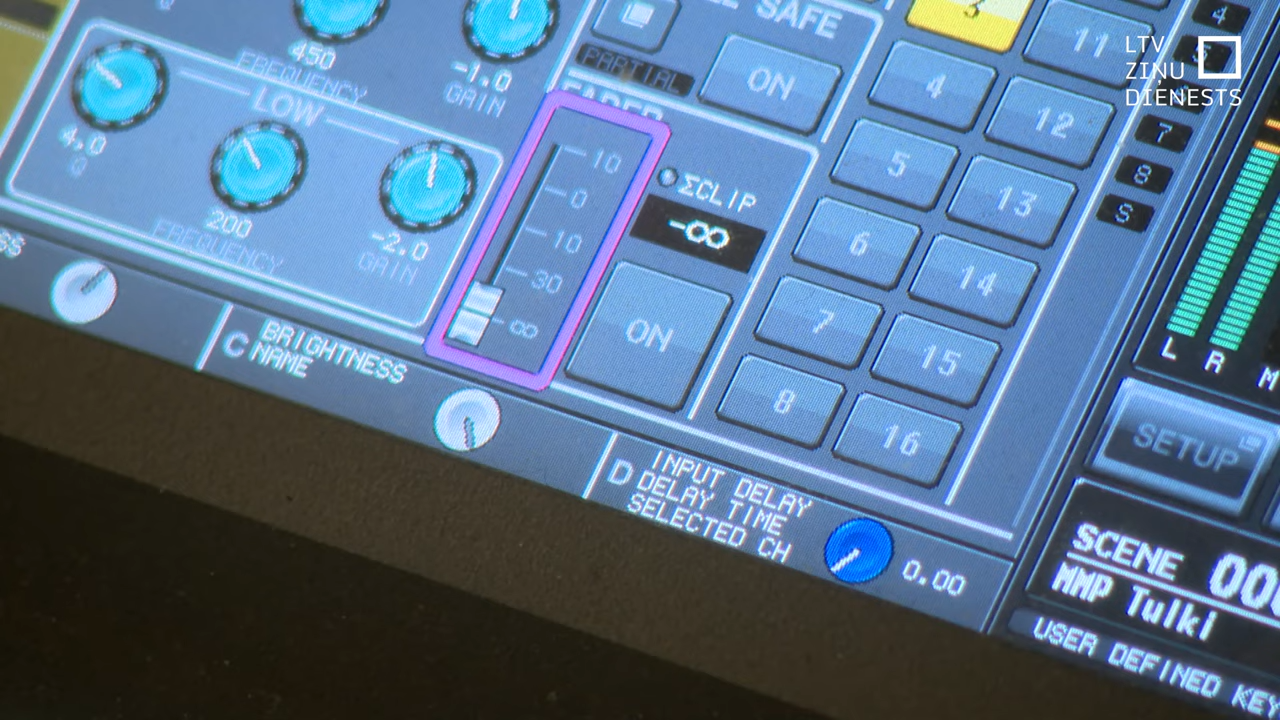 450
FREQUENCY
-1.0
GAIN
LOW
4.0
Q
200
FREQUENCY
-2.0
GAIN
SAFE
PARTIAL
ON
FADER
10
0
10
30
∞
ΣCLIP
-∞
ON
3
4
5
6
7
8
11
12
13
14
15
16
4
5
7
8
S
L R
SETUP
SCENE
MMP Tulki
USER DEFINED KEY
C BRIGHTNESS
NAME
D INPUT DELAY
DELAY TIME
SELECTED CH
0.00
LTV
ZIŅU
DIENESTS